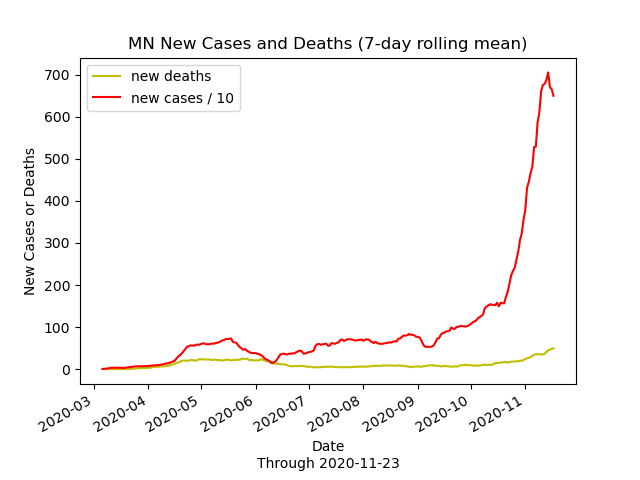 MN New Cases and Deaths (7-day rolling mean)
new deaths
new cases / 10
New Cases or Deaths
700
600
500
400
300
200
100
0
2020-03
2020-04
2020-05
2020-06
2020-07
2020-08
2020-09
2020-10
2020-11
Date
Through 2020-11-23